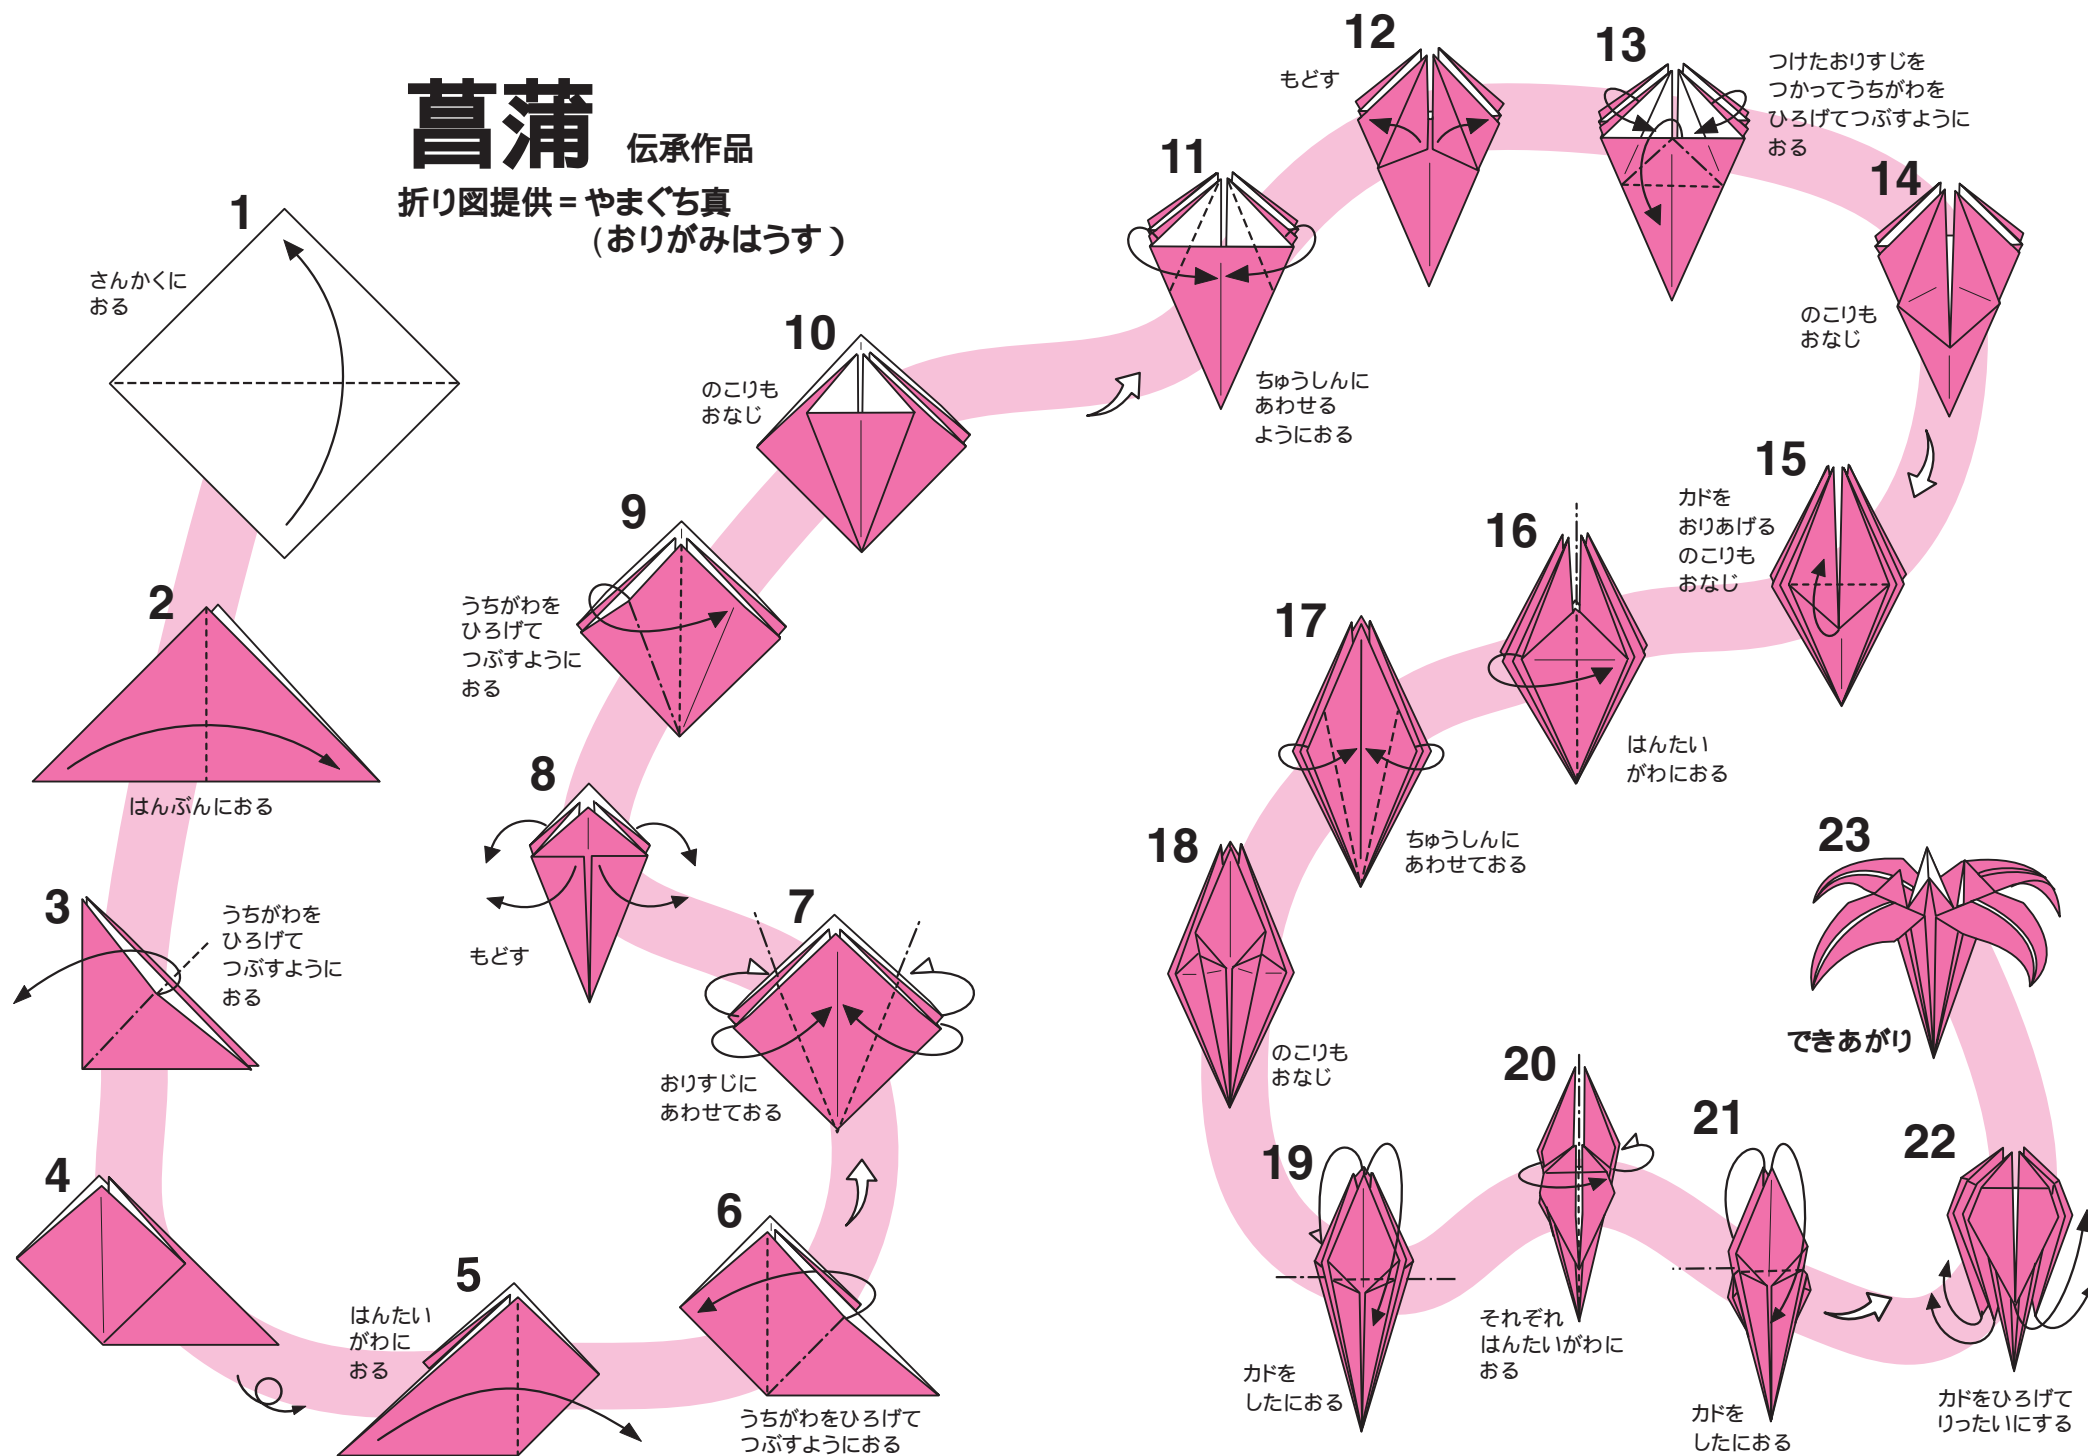 菖蒲 伝承作品
折り図提供 = やまぐち真
(おりがみはうす)
1
さんかくに
おる
2
はんぶんにおる
3
うちがわを
ひろげて
つぶすように
おる
4
5
はんたい
がわに
おる
6
うちがわをひろげて
つぶすようにおる
7
おりすじに
あわせておる
8
もどす
9
うちがわを
ひろげて
つぶすように
おる
10
のこりも
おなじ
11
ちゅうしんに
あわせる
ようにおる
12
もどす
13
つけたおりすじを
つかってうちがわを
ひろげてつぶすように
おる
14
のこりも
おなじ
15
カドを
おりあげる
のこりも
おなじ
16
はんたい
がわにおる
17
ちゅうしんに
あわせておる
18
のこりも
おなじ
19
カドを
したにおる
20
それぞれ
はんたいがわに
おる
21
カドを
したにおる
22
カドをひろげて
りったいにする
23
できあがり